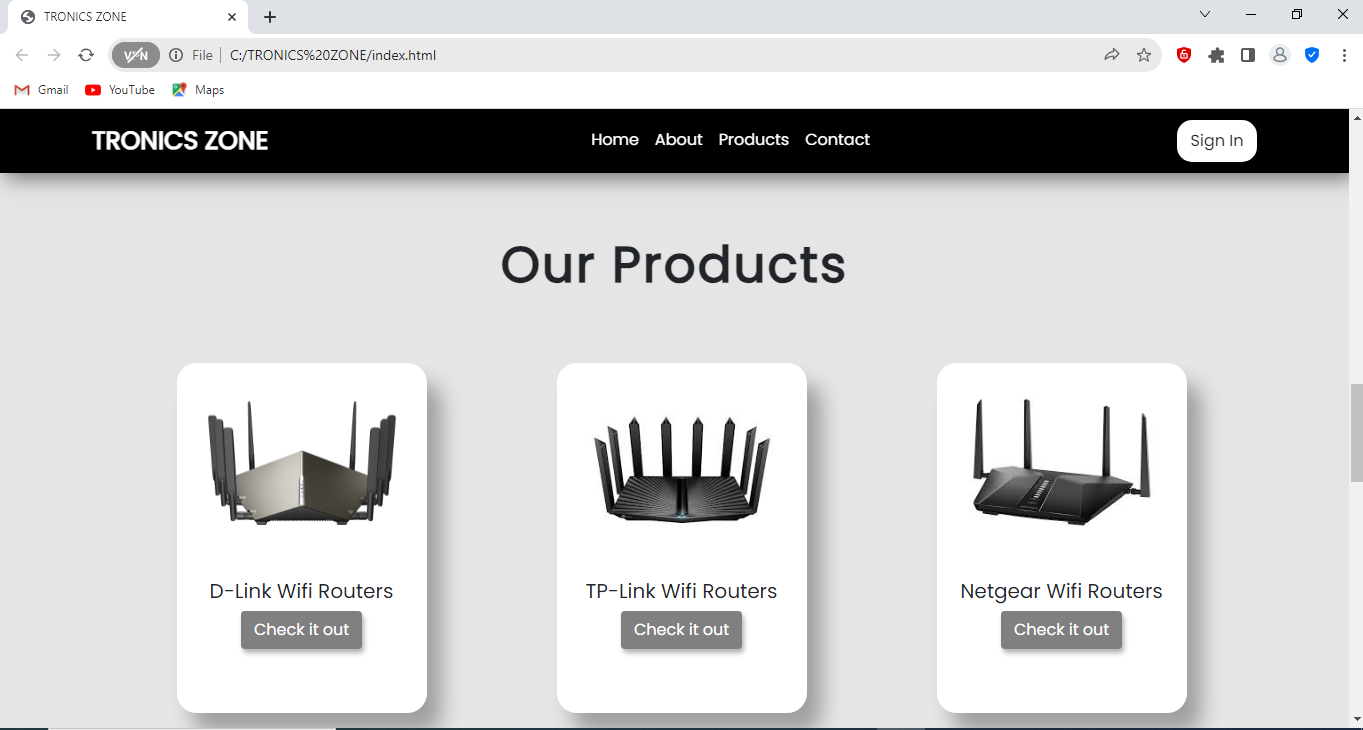 TRONICS ZONE
VPN File C:/TRONICS%20ZONE/index.html
Gmail YouTube Maps
TRONICS ZONE Home About Products Contact Sign In
Our Products
D-Link Wifi Routers TP-Link Wifi Routers Netgear Wifi Routers
Check it out Check it out Check it out